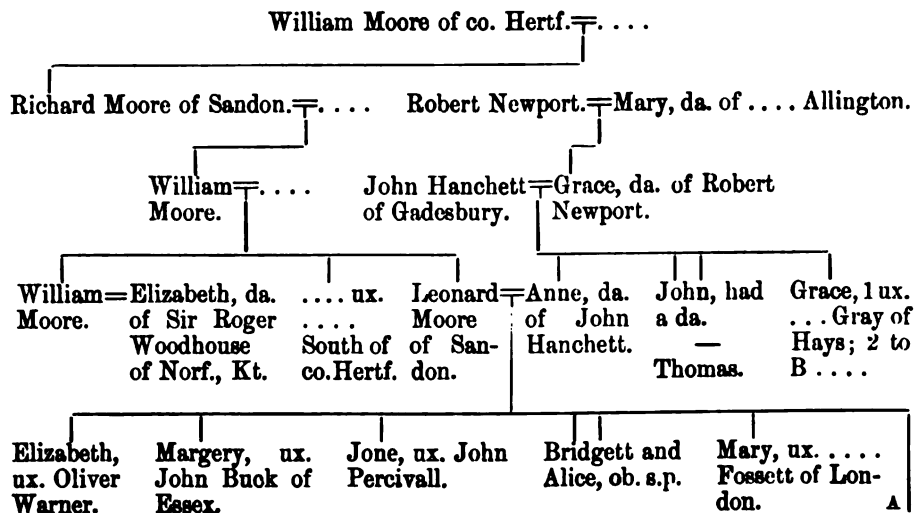 William Moore of co. Hertf.=. . . .
Richard Moore of Sandon.=. . . . Robert Newport.=Mary, da. of . . . . Allington.
William=. . . . John Hanchett=Grace, da. of Robert
Moore. of Gadesbury. Newport.
William=Elizabeth, da. . . . . ux. Leonard=Anne, da. John, had Grace, 1 ux.
Moore. of Sir Roger . . . . Moore of John a da. . . . Gray of
Woodhouse South of of San- Hanchett. — Hays; 2 to
of Norf., Kt. co.Hertf. don. Thomas. B . . . .
Elizabeth, Margery, ux. Jone, ux. John Bridgett and Mary, ux. . . . . .
ux. Oliver John Buck of Percivall. Alice, ob. s.p. Fossett of Lon-
Warner. Essex. don. A